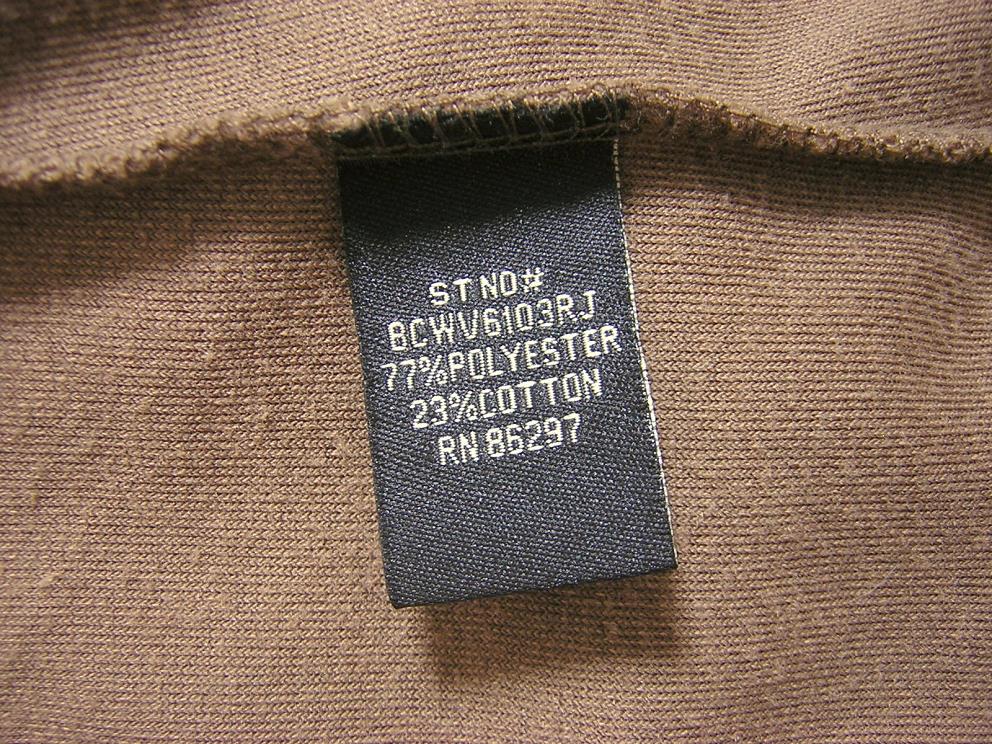 ST NO#
BCWV6103RJ
77%POLYESTER
23%COTTON
RN 86297